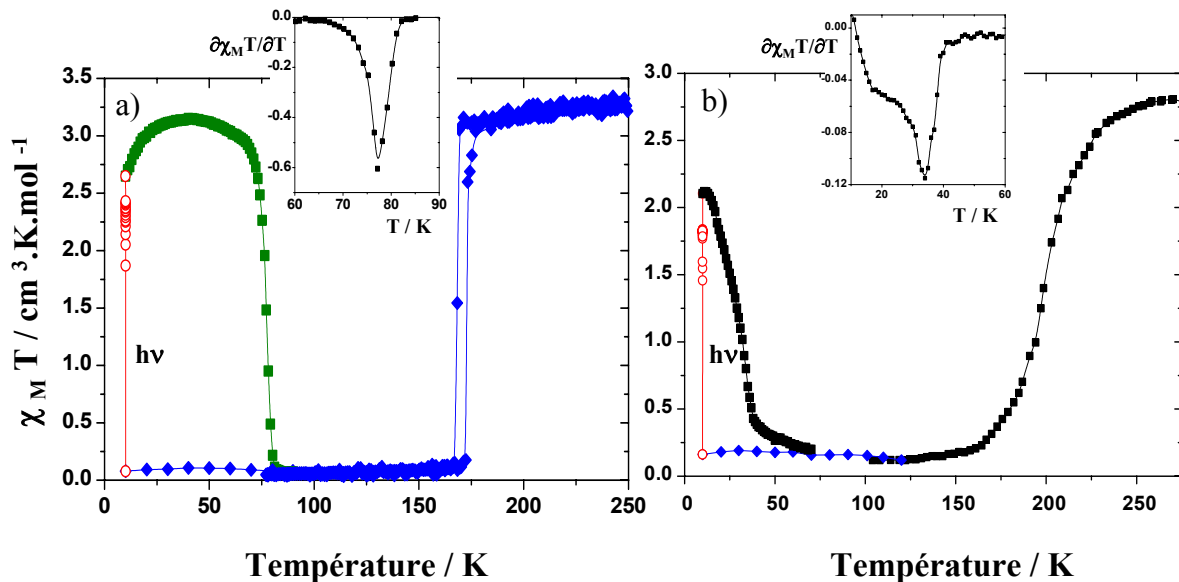 0.0
-0.2
-0.4
-0.6
60 70 80 90
∂χMT/∂T
T / K
a)
3.5
3.0
2.5
2.0
1.5
1.0
0.5
0.0
0 50 100 150 200 250
hν
χ M T / cm 3.K.mol -1
Température / K
0.00
-0.04
-0.08
-0.12
20 40 60
∂χMT/∂T
T / K
b)
3.0
2.5
2.0
1.5
1.0
0.5
0.0
0 50 100 150 200 250
hν
Température / K